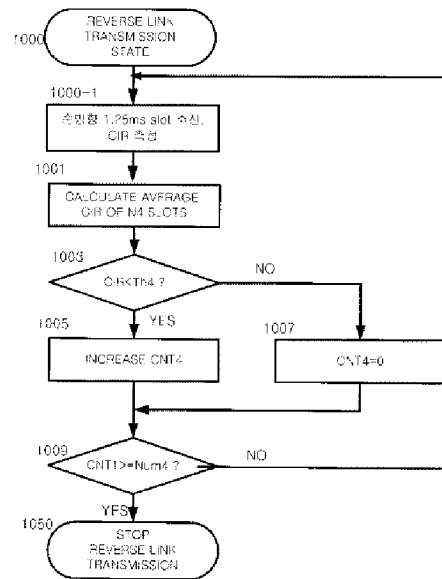 1000
REVERSE LINK
TRANSMISSION
STATE
1000-1
순방향 1.25ms slot 수신,
CIR 측정
1001
CALCULATE AVERAGE
CIR OF N4 SLOTS
1003
CIR<Th4 ?
NO
YES
1005
INCREASE CNT4
1007
CNT4=0
1009
CNT1>=Num4 ?
NO
YES
1050
STOP
REVERSE LINK
TRANSMISSION